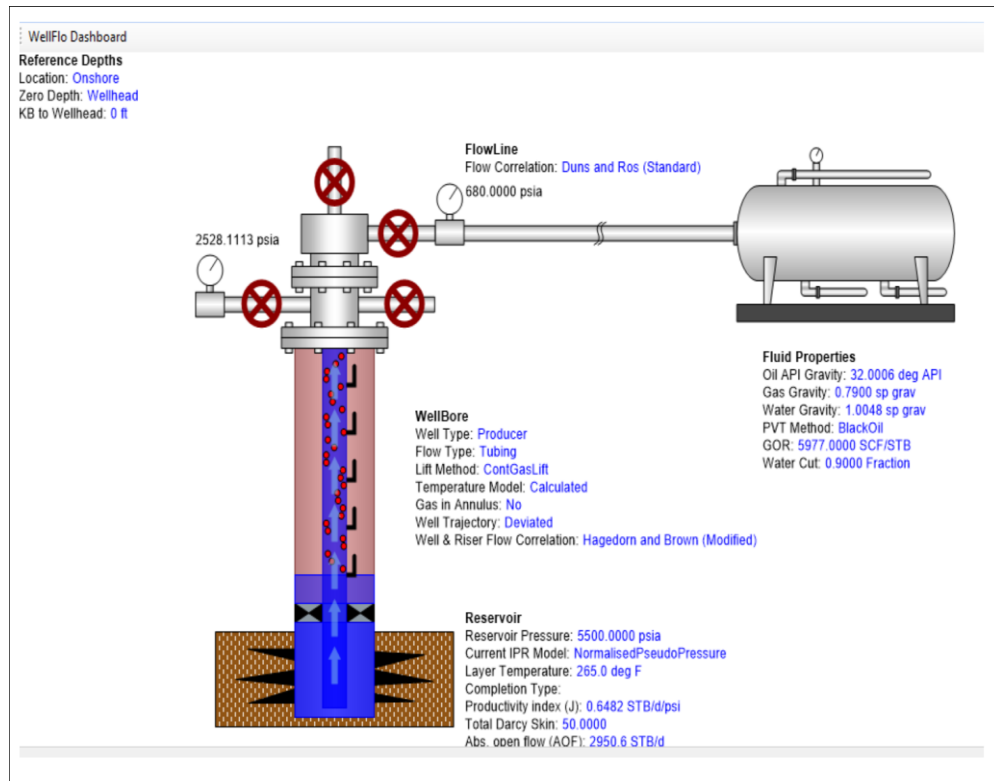 WellFlo Dashboard
Reference Depths
Location: Onshore
Zero Depth: Wellhead
KB to Wellhead: 0 ft
FlowLine
Flow Correlation: Duns and Ros (Standard)
680.0000 psia
2528.1113 psia
Fluid Properties
Oil API Gravity: 32.0006 deg API
Gas Gravity: 0.7900 sp grav
Water Gravity: 1.0048 sp grav
PVT Method: BlackOil
GOR: 5977.0000 SCF/STB
Water Cut: 0.9000 Fraction
WellBore
Well Type: Producer
Flow Type: Tubing
Lift Method: ContGasLift
Temperature Model: Calculated
Gas in Annulus: No
Well Trajectory: Deviated
Well & Riser Flow Correlation: Hagedorn and Brown (Modified)
Reservoir
Reservoir Pressure: 5500.0000 psia
Current IPR Model: NormalisedPseudoPressure
Layer Temperature: 265.0 deg F
Completion Type:
Productivity index (J): 0.6482 STB/d/psi
Total Darcy Skin: 50.0000
Abs. open flow (AOF): 2950.6 STB/d